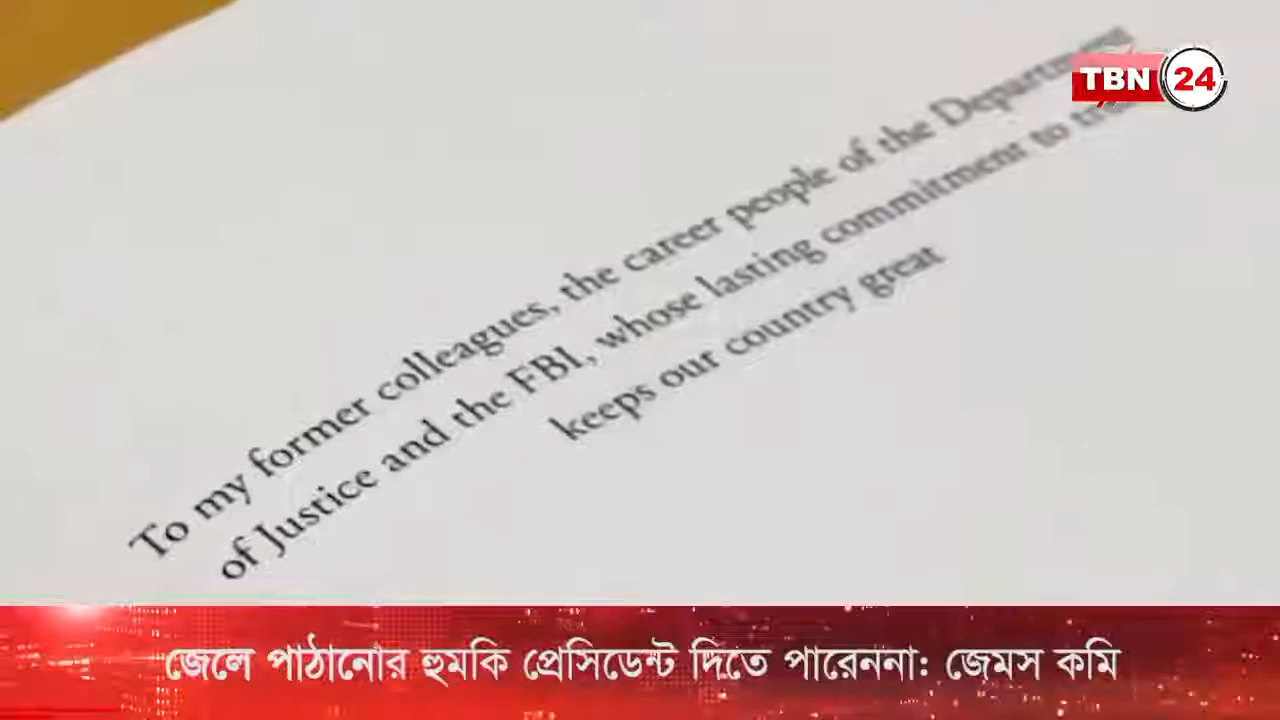 TBN 24
To my former colleagues, the career people of the Department
of Justice and the FBI, whose lasting commitment to
keeps our country great
জেলে পাঠানোর হুমকি প্রেসিডেন্ট দিতে পারেননা: জেমস কমি